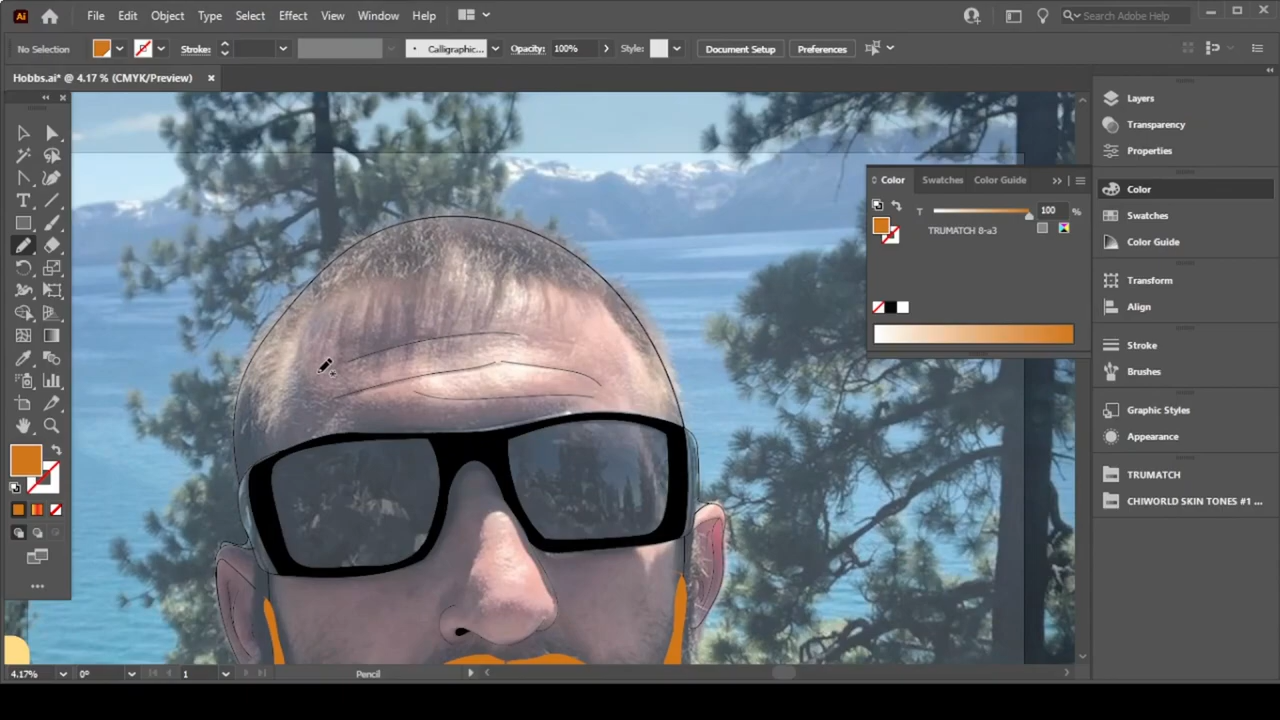 Ai File Edit Object Type Select Effect View Window Help Search Adobe Help
No Selection Stroke: Calligraphic... Opacity: 100% Style: Document Setup Preferences
Hobbs.ai* @ 4.17 % (CMYK/Preview)
Layers
Transparency
Properties
Color
Swatches
Color Guide
Transform
Align
Stroke
Brushes
Graphic Styles
Appearance
TRUMATCH
CHIWORLD SKIN TONES #1 ...
Color Swatches Color Guide
T 100 %
TRUMATCH 8-a3
4.17% 0° 1 Pencil